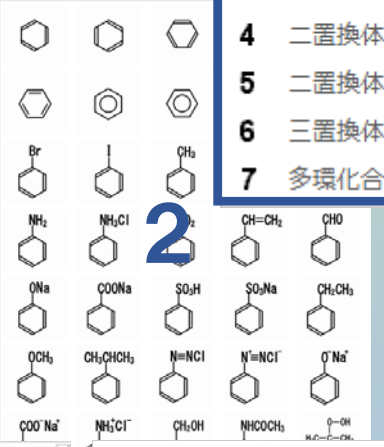 4 二置換体
5 二置換体
6 三置換体
7 多環化合
Br I CH₃
NH₂ NH₃Cl CH=CH₂ CHO
2
ONa COONa SO₃H SO₃Na CH₂CH₃
OCH₃ CH₃CHCH₃ N≡NCl N⁺≡NCl⁻ O⁻Na⁺
COO⁻Na⁺ NH₃⁺Cl⁻ CH₂OH NHCOCH₃ O-OH